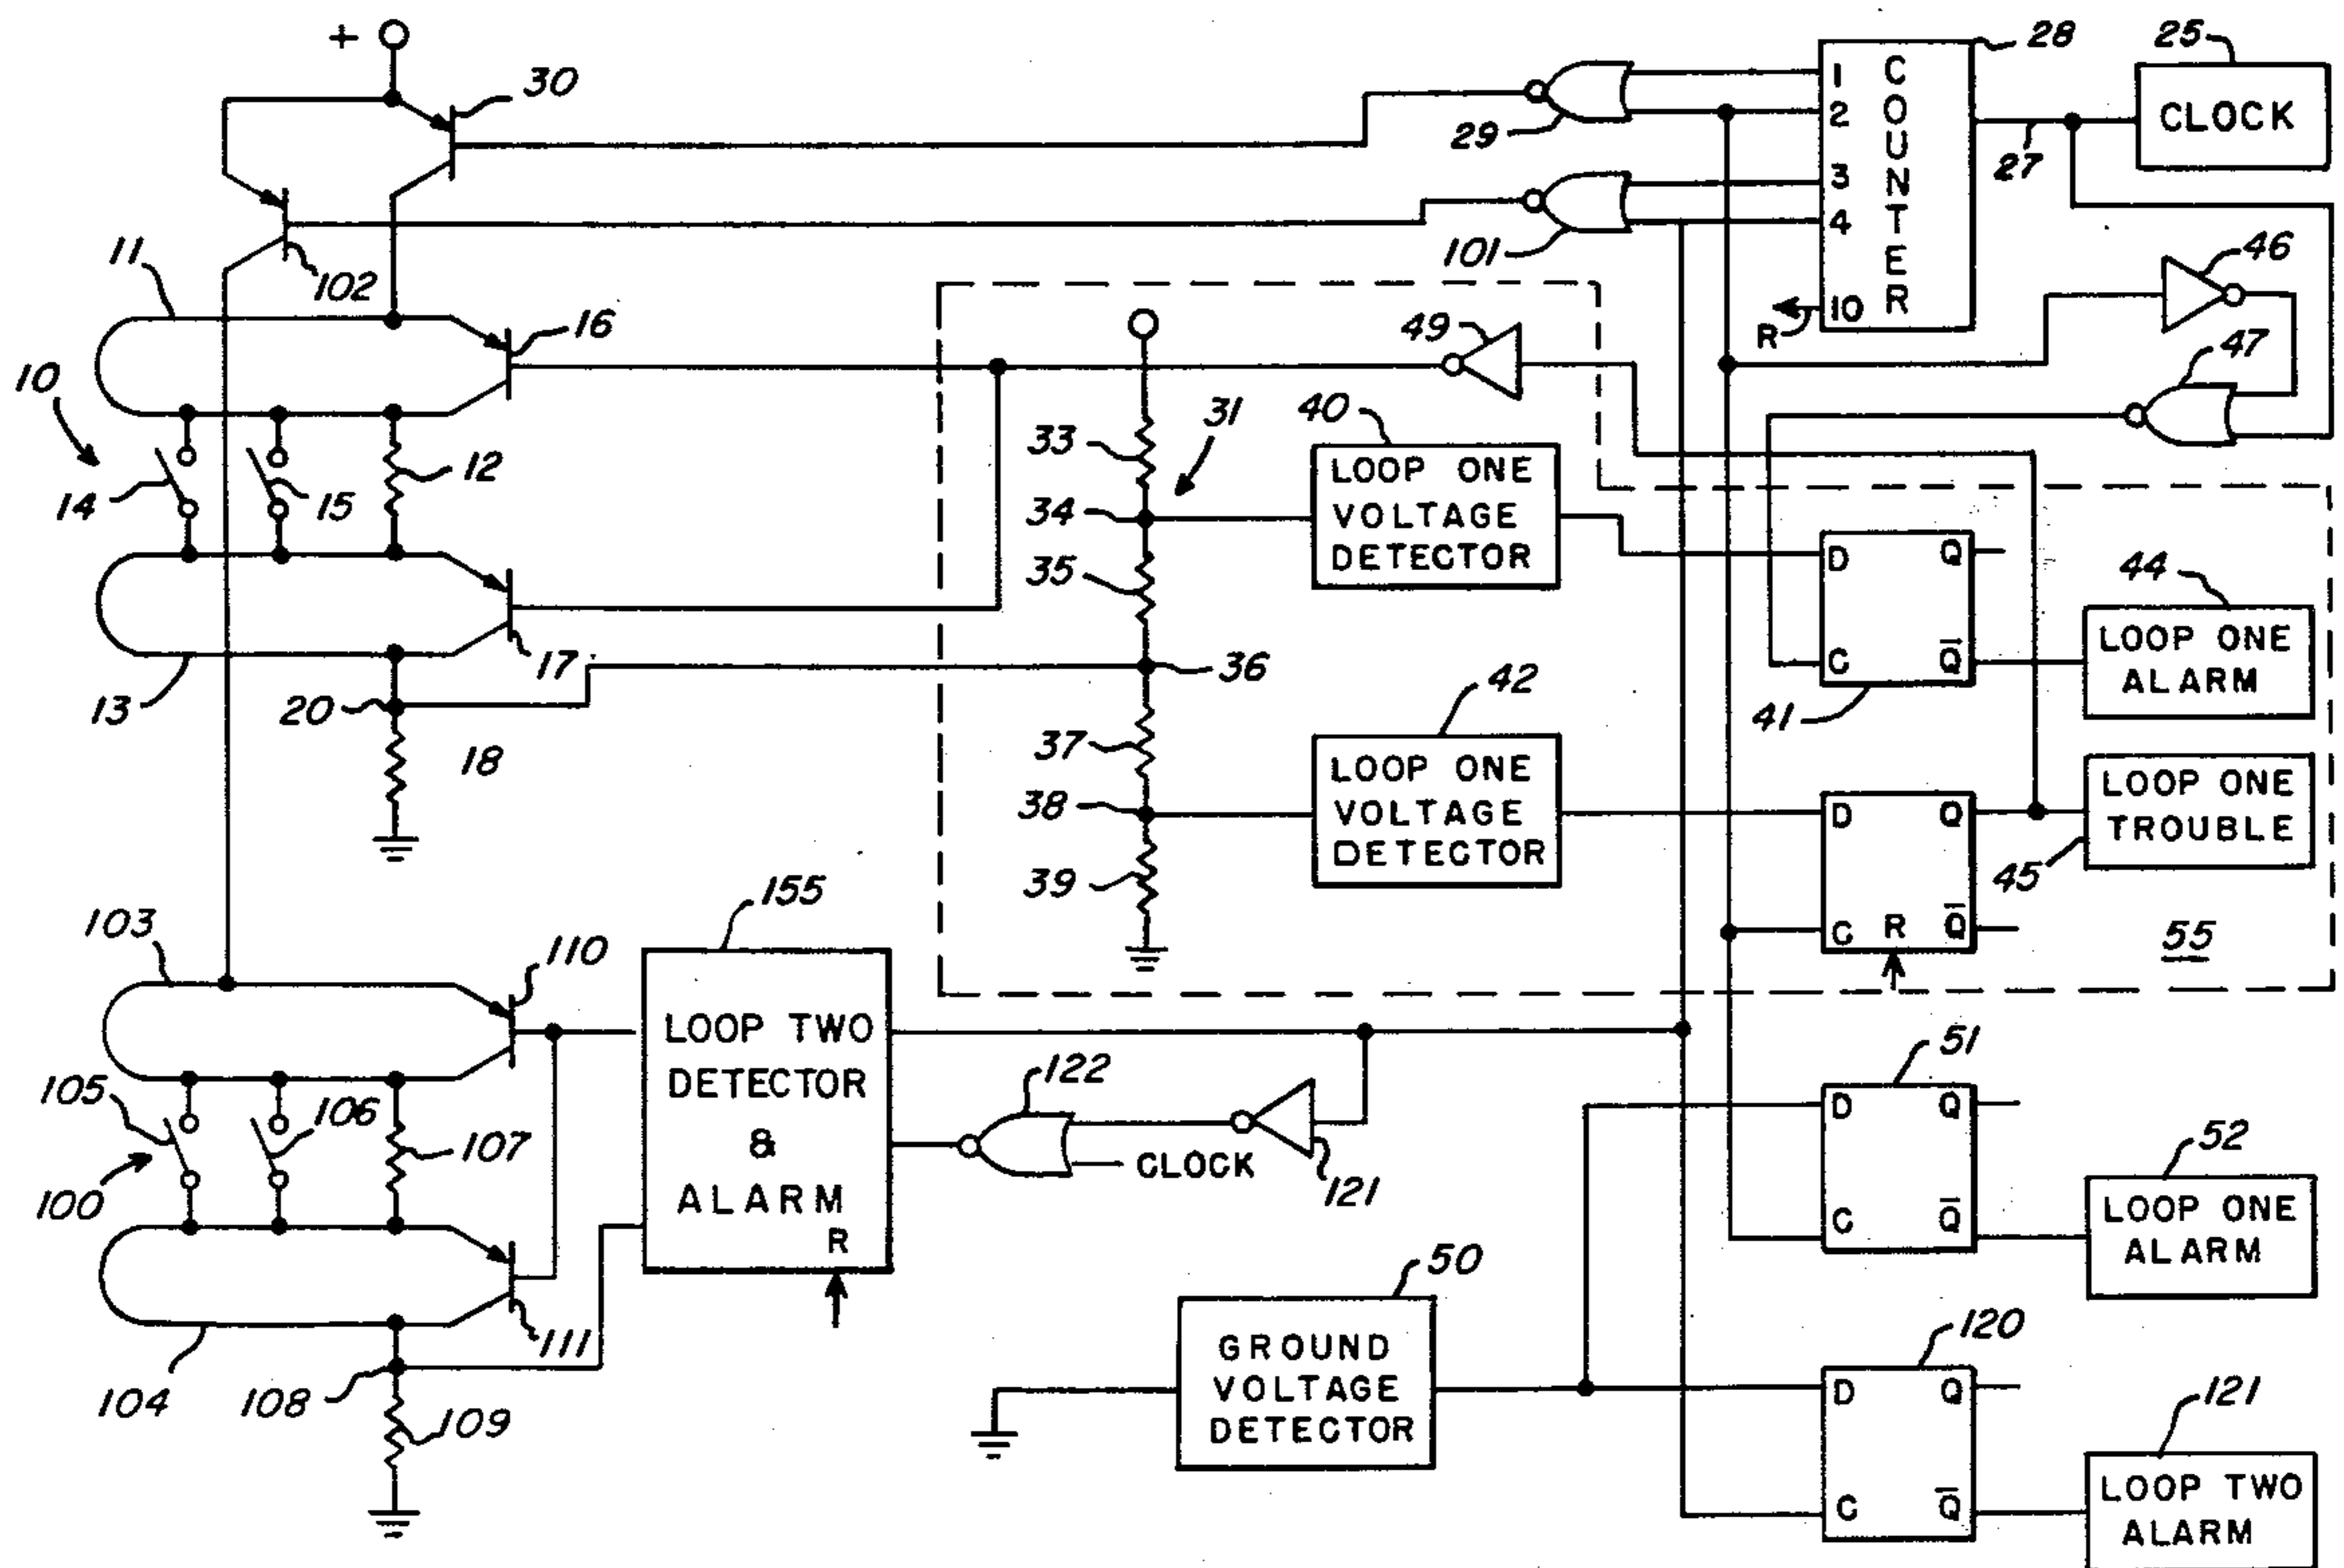 +
30
28
25
C
O
U
N
T
E
R
1
2
3
4
10
R
CLOCK
29
27
101
46
11
102
16
49
47
10
40
31
33
12
14
15
34
LOOP ONE
VOLTAGE
DETECTOR
35
D
Q
C
Q̅
44
LOOP ONE
ALARM
17
36
42
41
13
20
18
37
38
39
LOOP ONE
VOLTAGE
DETECTOR
D
Q
C
R
Q̅
LOOP ONE
TROUBLE
45
55
155
103
110
LOOP TWO
DETECTOR
&
ALARM
R
51
122
105
106
107
100
CLOCK
121
D
Q
C
Q̅
52
LOOP ONE
ALARM
50
111
104
108
109
GROUND
VOLTAGE
DETECTOR
120
D
Q
C
Q̅
121
LOOP TWO
ALARM